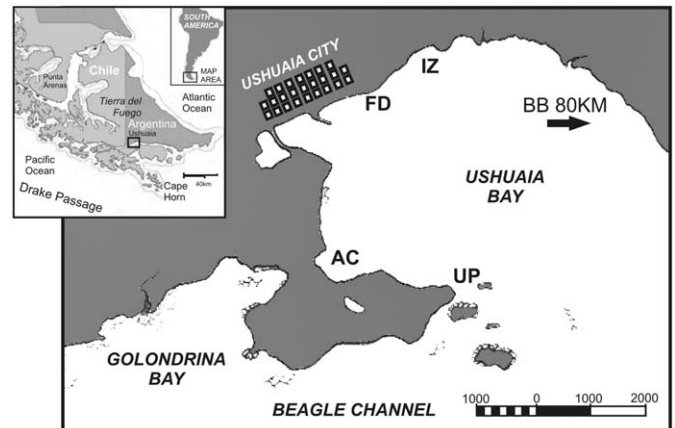 SOUTH
AMERICA
MAP
AREA
Punta
Arenas
Chile
Atlantic
Ocean
Tierra del
Fuego
Argentina
Ushuaia
Pacific
Ocean
Cape
Horn
40km
Drake Passage
USHUAIA CITY
IZ
FD
BB 80KM
USHUAIA
BAY
AC
UP
GOLONDRINA
BAY
BEAGLE CHANNEL
1000 0 1000 2000